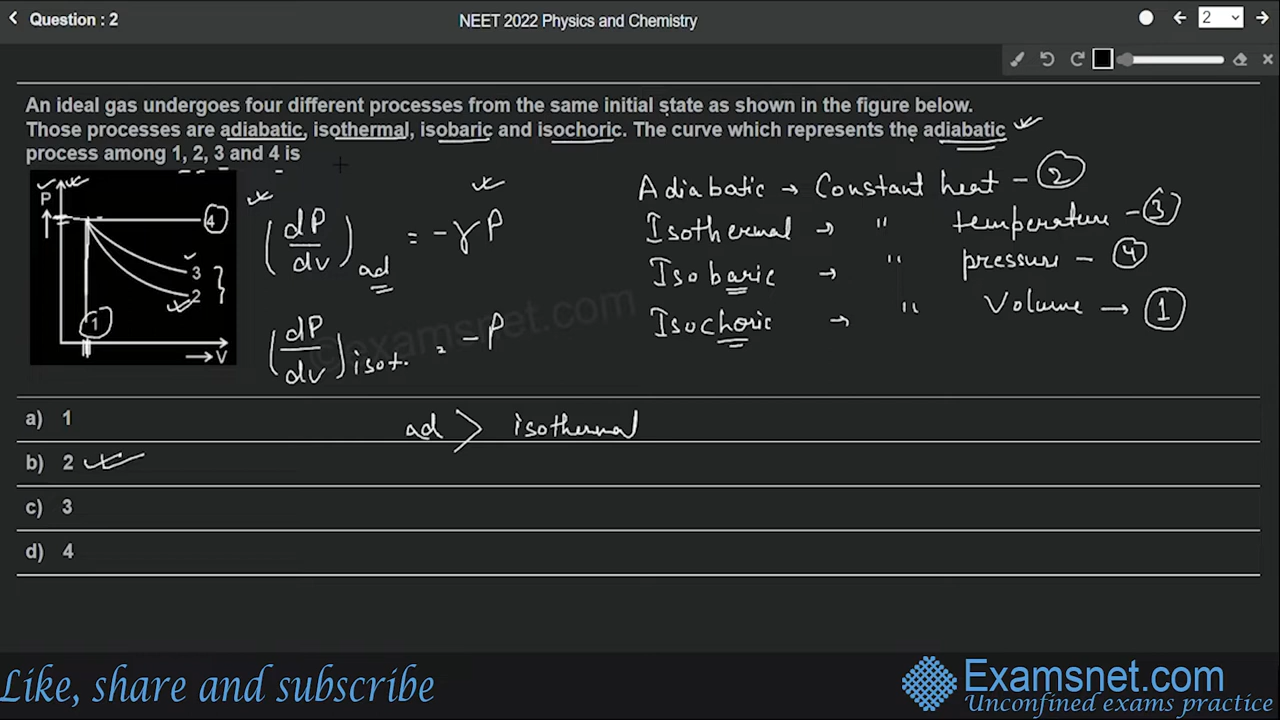 Question : 2
NEET 2022 Physics and Chemistry
2
An ideal gas undergoes four different processes from the same initial state as shown in the figure below.
Those processes are adiabatic, isothermal, isobaric and isochoric. The curve which represents the adiabatic
process among 1, 2, 3 and 4 is
P
4
3
2
1
V
(dP/dv)ad = -γP
(dP/dv)isot. = -P
Adiabatic → Constant heat - 2
Isothermal → " temperature - 3
Isobaric → " pressure - 4
Isochoric → " Volume → 1
©examsnet.com
ad > isothermal
a) 1
b) 2
c) 3
d) 4
Like, share and subscribe
Examsnet.com
Unconfined exams practice